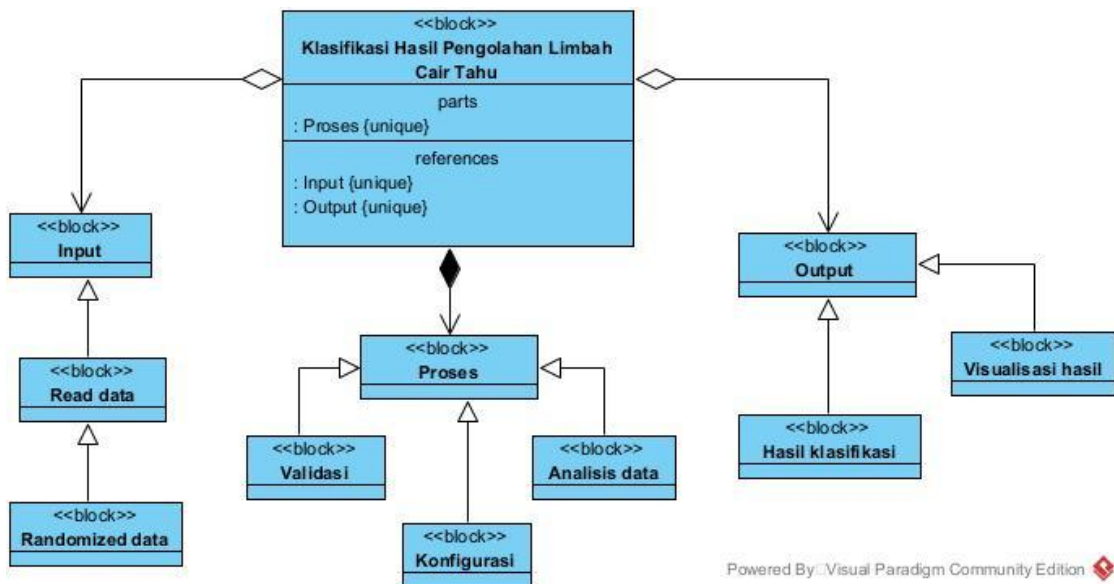 <<block>>
Klasifikasi Hasil Pengolahan Limbah
Cair Tahu
parts
: Proses {unique}
references
: Input {unique}
: Output {unique}
<<block>>
Input
<<block>>
Output
<<block>>
Read data
<<block>>
Proses
<<block>>
Visualisasi hasil
<<block>>
Validasi
<<block>>
Analisis data
<<block>>
Hasil klasifikasi
<<block>>
Randomized data
<<block>>
Konfigurasi
Powered By Visual Paradigm Community Edition